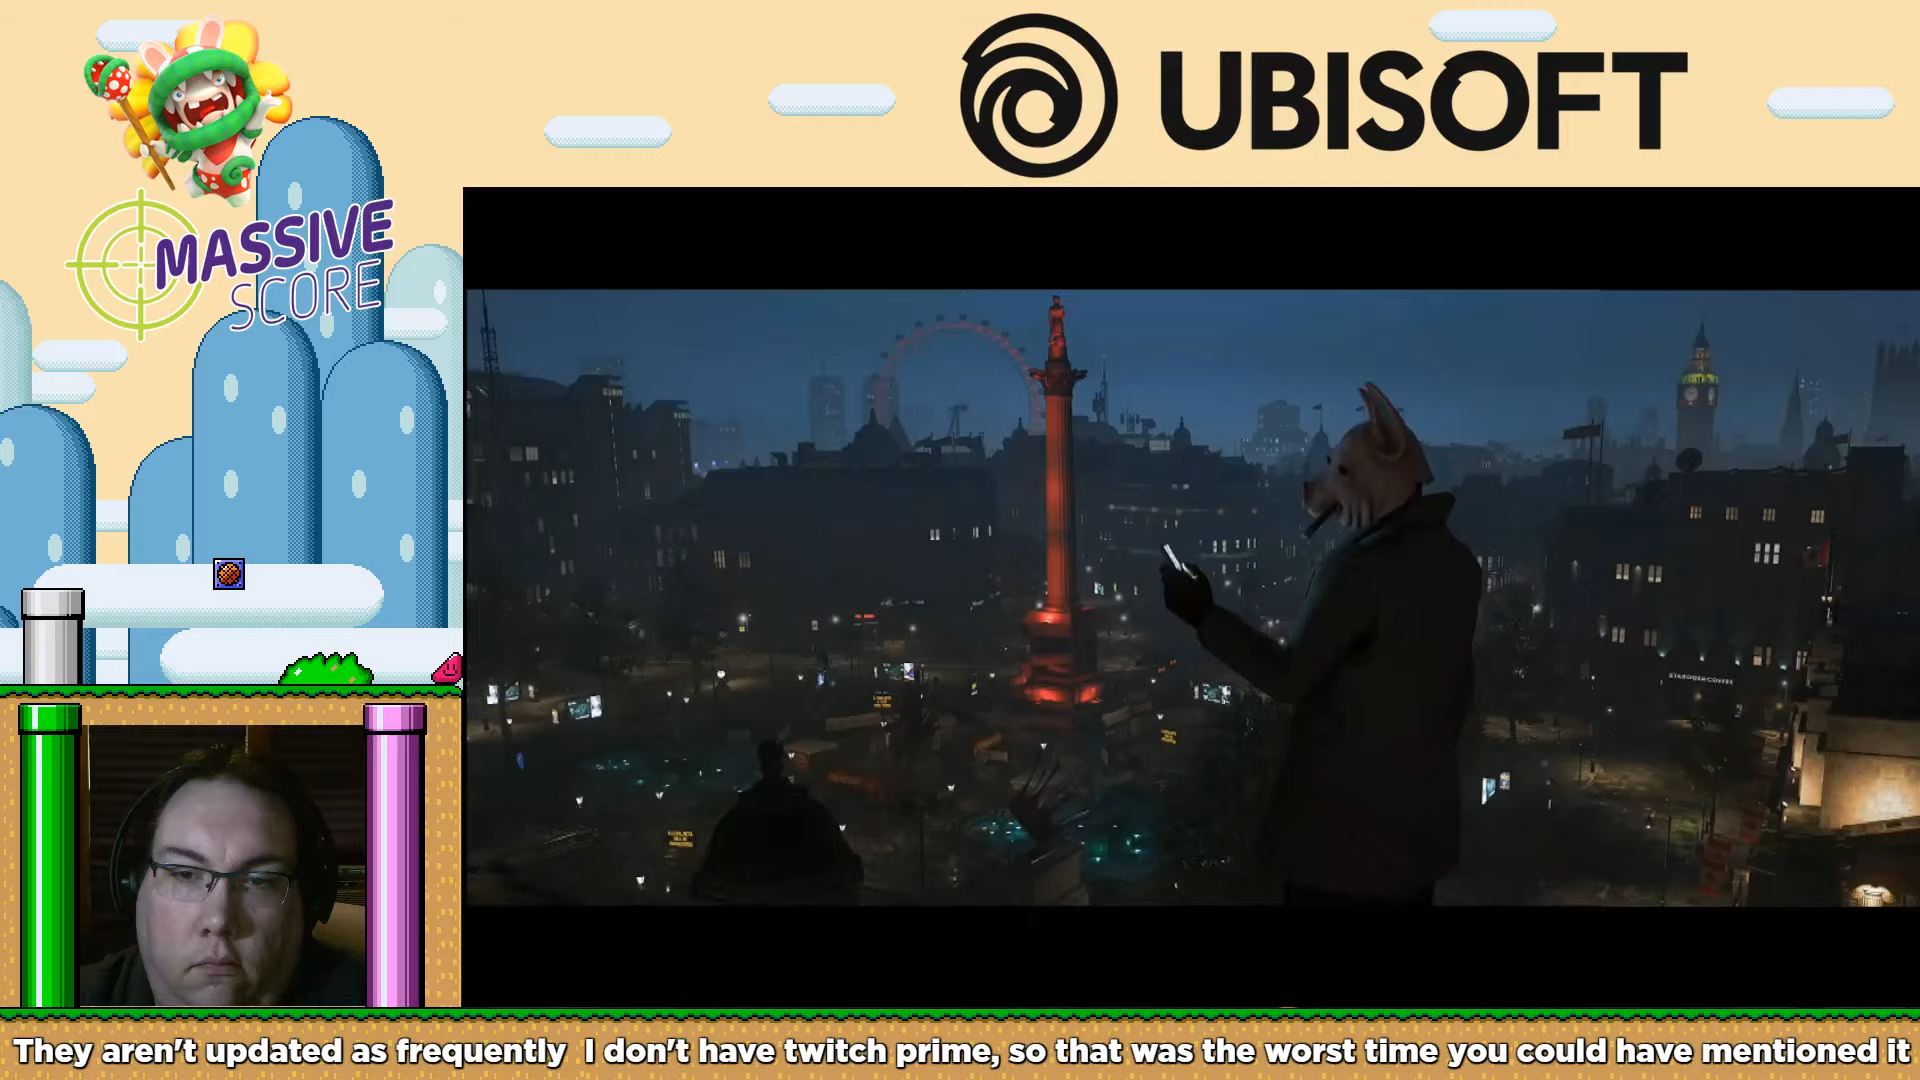 UBISOFT
MASSIVE
SCORE
They aren't updated as frequently I don't have twitch prime, so that was the worst time you could have mentioned it